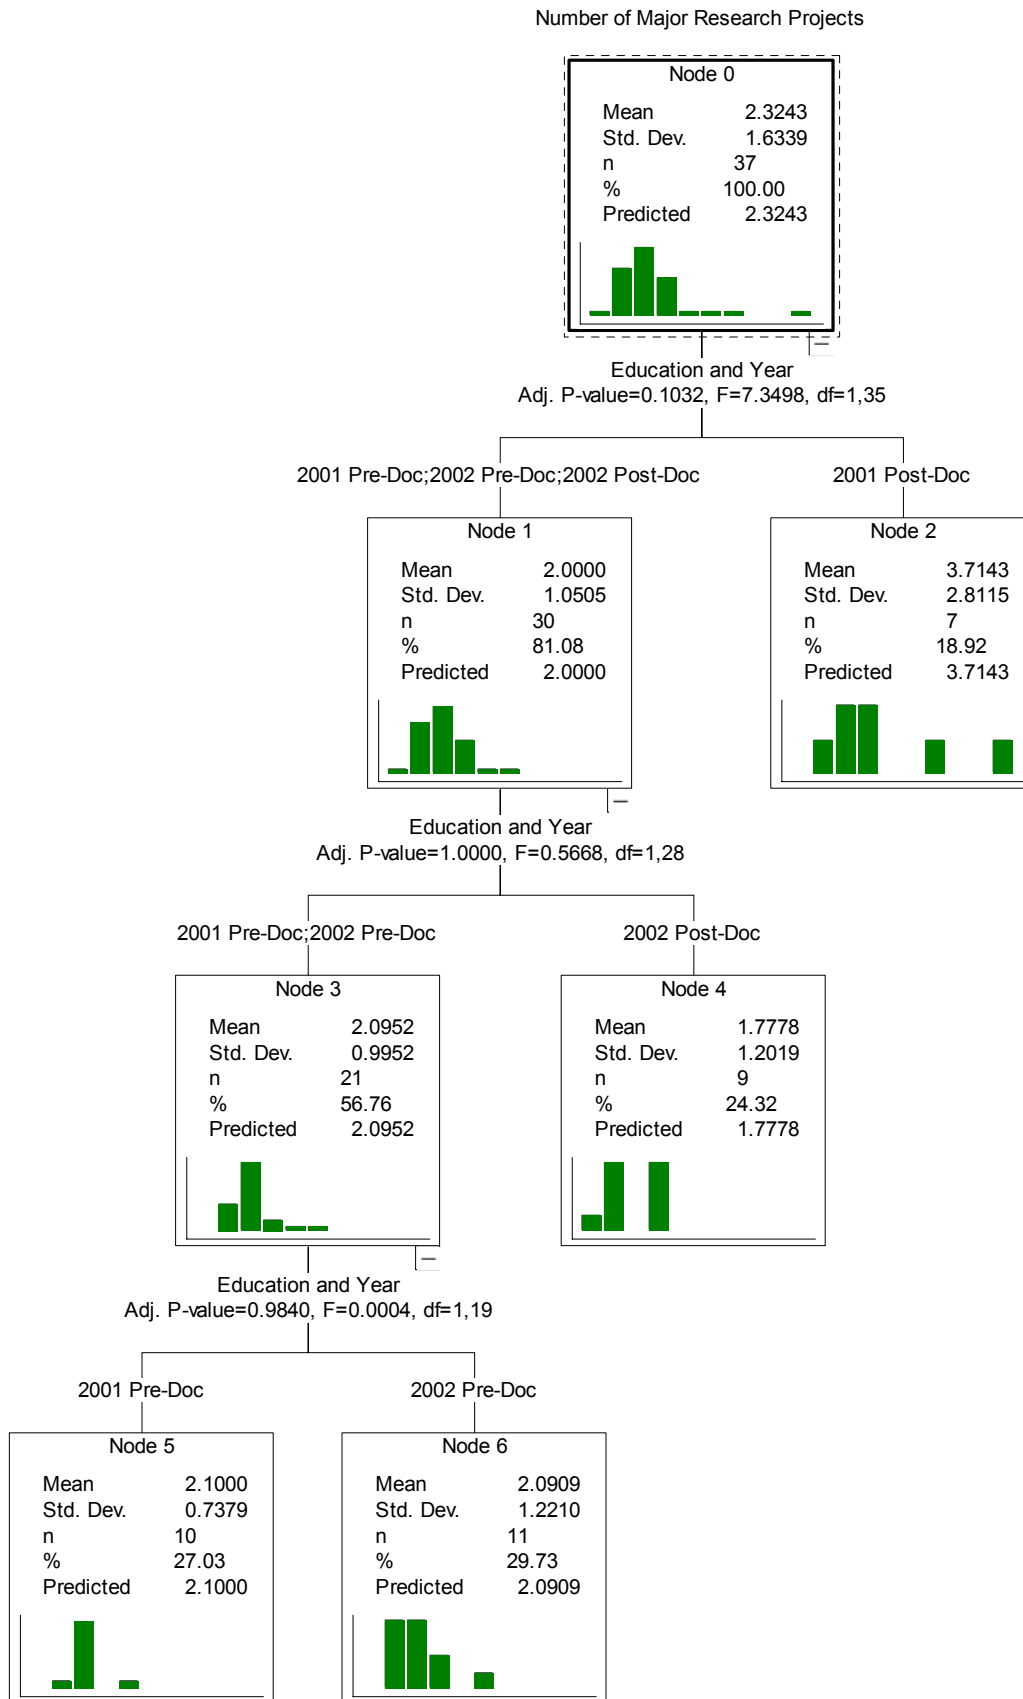 Number of Major Research Projects
Node 0
Mean 2.3243
Std. Dev. 1.6339
n 37
% 100.00
Predicted 2.3243
Education and Year
Adj. P-value=0.1032, F=7.3498, df=1,35
2001 Pre-Doc;2002 Pre-Doc;2002 Post-Doc
2001 Post-Doc
Node 1
Mean 2.0000
Std. Dev. 1.0505
n 30
% 81.08
Predicted 2.0000
Node 2
Mean 3.7143
Std. Dev. 2.8115
n 7
% 18.92
Predicted 3.7143
Education and Year
Adj. P-value=1.0000, F=0.5668, df=1,28
2001 Pre-Doc;2002 Pre-Doc
2002 Post-Doc
Node 3
Mean 2.0952
Std. Dev. 0.9952
n 21
% 56.76
Predicted 2.0952
Node 4
Mean 1.7778
Std. Dev. 1.2019
n 9
% 24.32
Predicted 1.7778
Education and Year
Adj. P-value=0.9840, F=0.0004, df=1,19
2001 Pre-Doc
2002 Pre-Doc
Node 5
Mean 2.1000
Std. Dev. 0.7379
n 10
% 27.03
Predicted 2.1000
Node 6
Mean 2.0909
Std. Dev. 1.2210
n 11
% 29.73
Predicted 2.0909